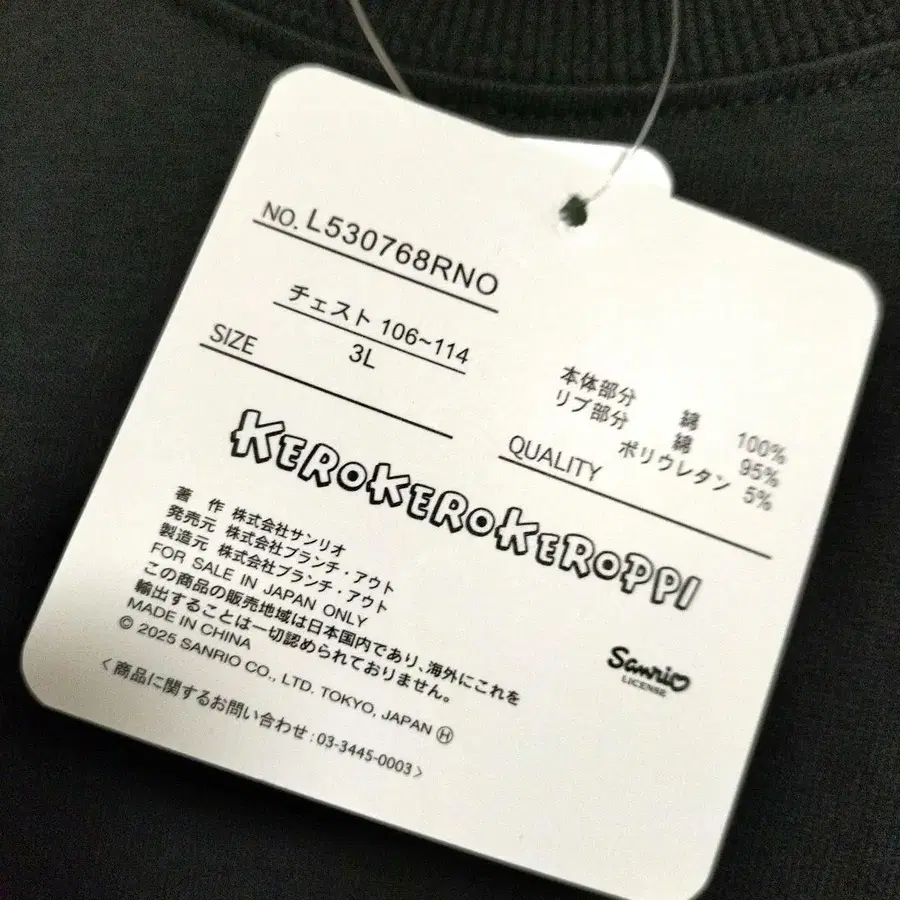 NO. L530768RNO
チェスト 106~114
SIZE 3L
本体部分 綿 100%
リブ部分 綿 95%
ポリウレタン 5%
QUALITY
KEROKEROKEROPPI
著 作 株式会社サンリオ
発売元 株式会社ブランチ・アウト
製造元 株式会社ブランチ・アウト
FOR SALE IN JAPAN ONLY
この商品の販売地域は日本国内であり、海外にこれを
輸出することは一切認められておりません。
MADE IN CHINA
© 2025 SANRIO CO., LTD. TOKYO, JAPAN Ⓗ
<商品に関するお問い合わせ:03-3445-0003>
Sanrio
LICENSE